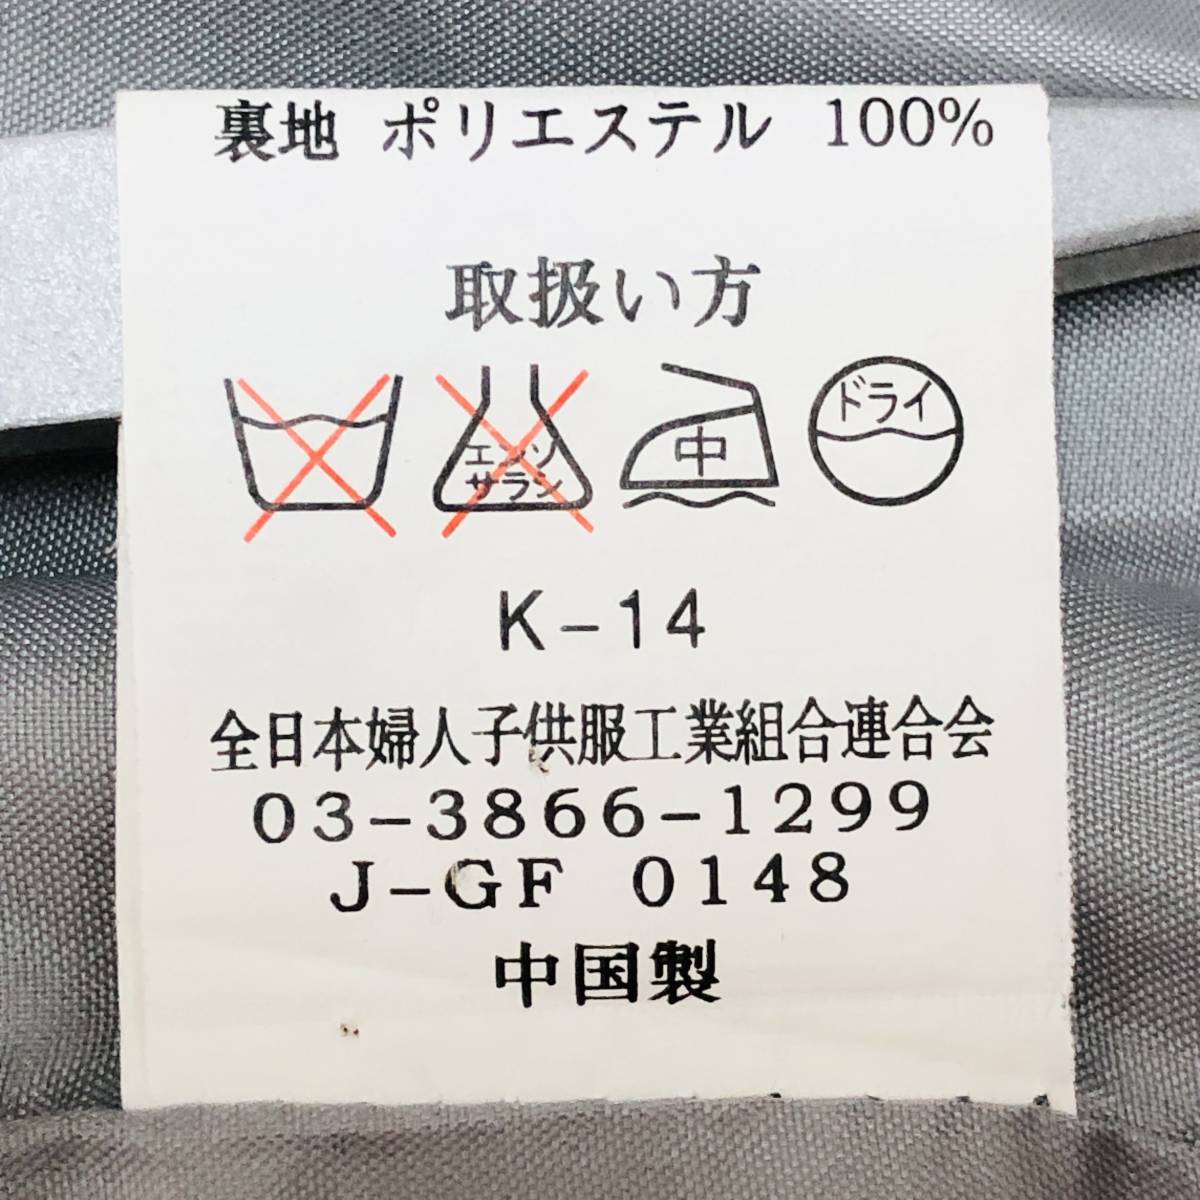 裏地 ポリエステル 100%
取扱い方
エンソ
サラシ
中
ドライ
K-14
全日本婦人子供服工業組合連合会
03-3866-1299
J-GF 0148
中国製